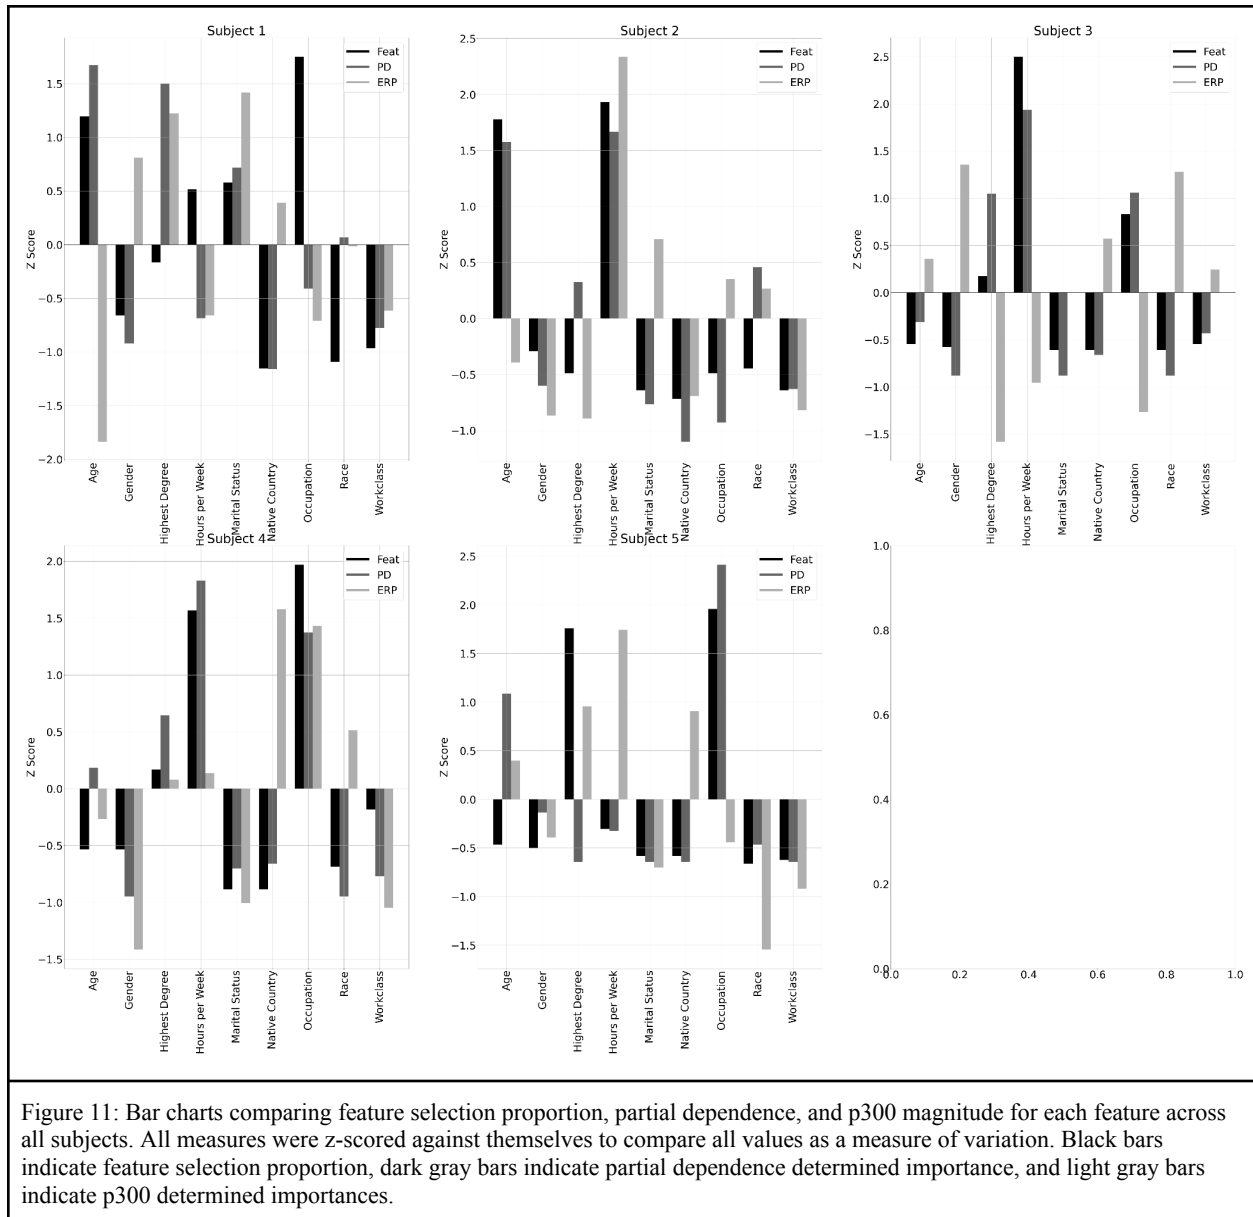 Subject 1
Feat
PD
ERP
1.5
1.0
0.5
0.0
−0.5
−1.0
−1.5
−2.0
Z Score
Age
Gender
Highest Degree
Hours per Week
Marital Status
Native Country
Occupation
Race
Workclass
Subject 2
Feat
PD
ERP
2.5
2.0
1.5
1.0
0.5
0.0
−0.5
−1.0
Z Score
Age
Gender
Highest Degree
Hours per Week
Marital Status
Native Country
Occupation
Race
Workclass
Subject 3
Feat
PD
ERP
2.5
2.0
1.5
1.0
0.5
0.0
−0.5
−1.0
−1.5
Z Score
Age
Gender
Highest Degree
Hours per Week
Marital Status
Native Country
Occupation
Race
Workclass
Subject 4
Feat
PD
ERP
2.0
1.5
1.0
0.5
0.0
−0.5
−1.0
−1.5
Z Score
Age
Gender
Highest Degree
Hours per Week
Marital Status
Native Country
Occupation
Race
Workclass
Subject 5
Feat
PD
ERP
2.5
2.0
1.5
1.0
0.5
0.0
−0.5
−1.0
−1.5
Z Score
Age
Gender
Highest Degree
Hours per Week
Marital Status
Native Country
Occupation
Race
Workclass
1.0
0.8
0.6
0.4
0.2
0.0
0.0 0.2 0.4 0.6 0.8 1.0
Figure 11: Bar charts comparing feature selection proportion, partial dependence, and p300 magnitude for each feature across
all subjects. All measures were z-scored against themselves to compare all values as a measure of variation. Black bars
indicate feature selection proportion, dark gray bars indicate partial dependence determined importance, and light gray bars
indicate p300 determined importances.